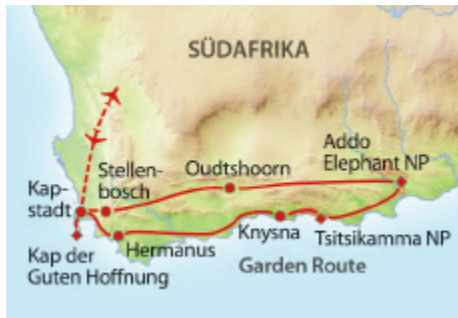 SÜDAFRIKA
Addo
Elephant NP
Stellen-
bosch
Oudtshoorn
Kap-
stadt
Kap der
Guten Hoffnung
Hermanus
Knysna
Tsitsikamma NP
Garden Route